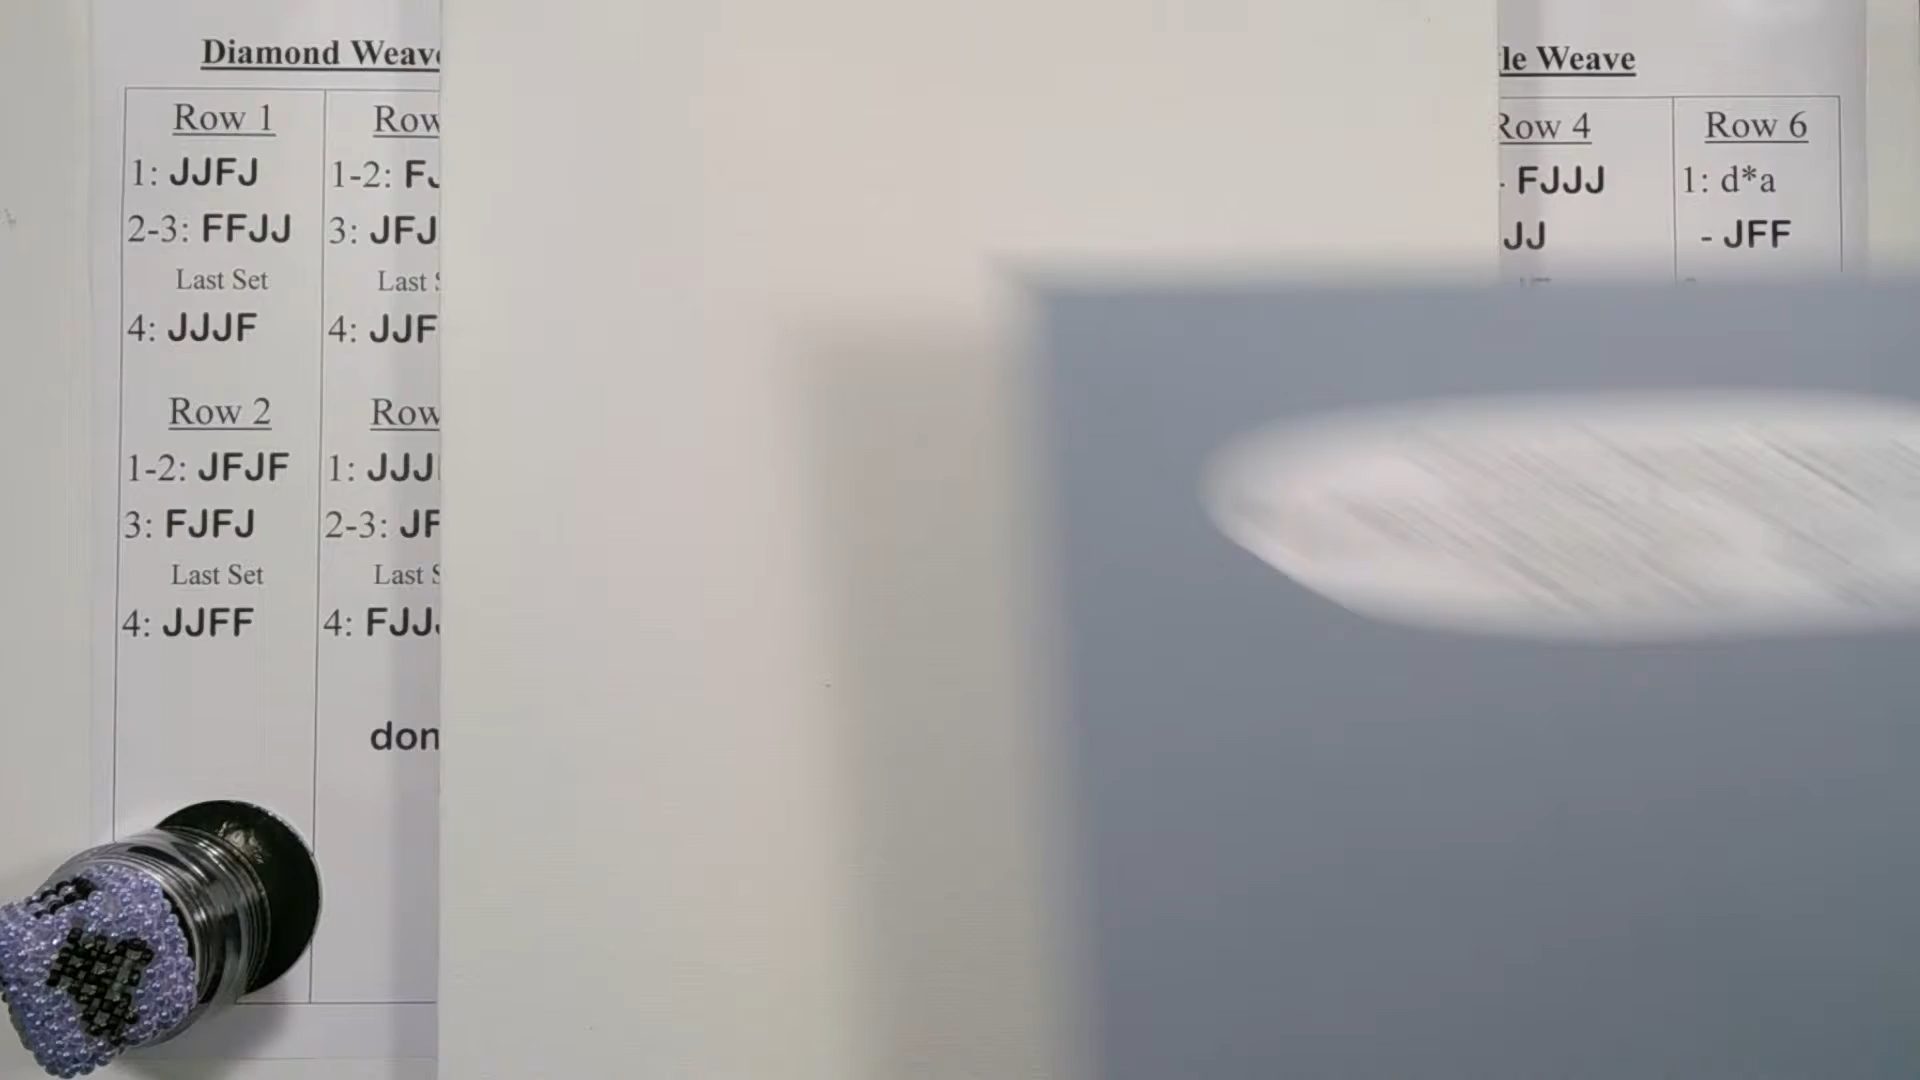 Diamond Weave
Row 1
1: JJFJ
2-3: FFJJ
Last Set
4: JJJF
Row 2
1-2: JFJF
3: FJFJ
Last Set
4: JJFF
Row
1-2: FJ
3: JFJ
Last
4: JJF
Row
1: JJJ
2-3: JF
Last
4: FJJ
don
le Weave
Row 4
- FJJJ
JJ
Row 6
1: d*a
- JFF